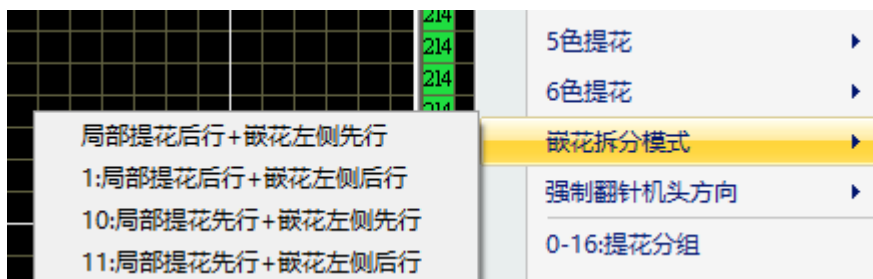 214
214
214
214
5色提花
6色提花
嵌花拆分模式
强制翻针机头方向
0-16:提花分组
局部提花后行+嵌花左侧先行
1:局部提花后行+嵌花左侧后行
10:局部提花先行+嵌花左侧先行
11:局部提花先行+嵌花左侧后行